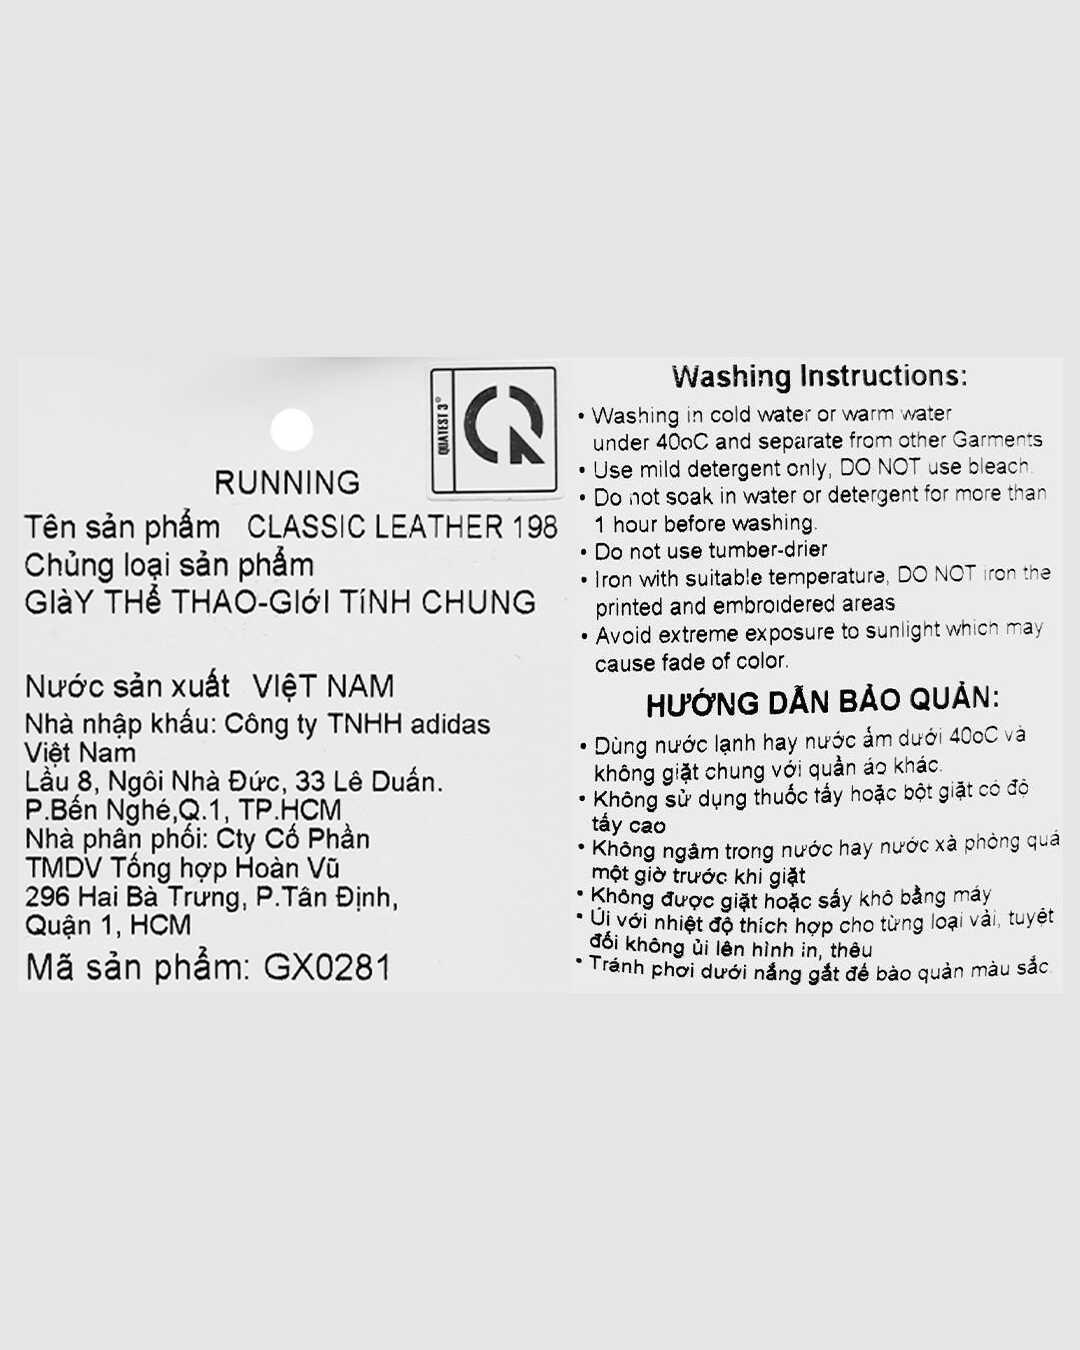 QUATEST 3®
RUNNING
Tên sản phẩm CLASSIC LEATHER 198
Chủng loại sản phẩm
GIàY THể THAO-GIớI TíNH CHUNG
Nước sản xuất VIệT NAM
Nhà nhập khẩu: Công ty TNHH adidas
Việt Nam
Lầu 8, Ngôi Nhà Đức, 33 Lê Duẩn.
P.Bến Nghé,Q.1, TP.HCM
Nhà phân phối: Cty Cổ Phần
TMDV Tổng hợp Hoàn Vũ
296 Hai Bà Trưng, P.Tân Định,
Quận 1, HCM
Mã sản phẩm: GX0281
Washing Instructions:
• Washing in cold water or warm water
under 40oC and separate from other Garments
• Use mild detergent only, DO NOT use bleach.
• Do not soak in water or detergent for more than
1 hour before washing.
• Do not use tumber-drier
• Iron with suitable temperature, DO NOT iron the
printed and embroidered areas
• Avoid extreme exposure to sunlight which may
cause fade of color.
HƯỚNG DẪN BẢO QUẢN:
• Dùng nước lạnh hay nước ấm dưới 40oC và
không giặt chung với quần áo khác.
• Không sử dụng thuốc tẩy hoặc bột giặt có độ
tẩy cao
• Không ngâm trong nước hay nước xà phòng quá
một giờ trước khi giặt
• Không được giặt hoặc sấy khô bằng máy
• Ủi với nhiệt độ thích hợp cho từng loại vải, tuyệt
đối không ủi lên hình in, thêu
• Tránh phơi dưới nắng gắt để bảo quản màu sắc.